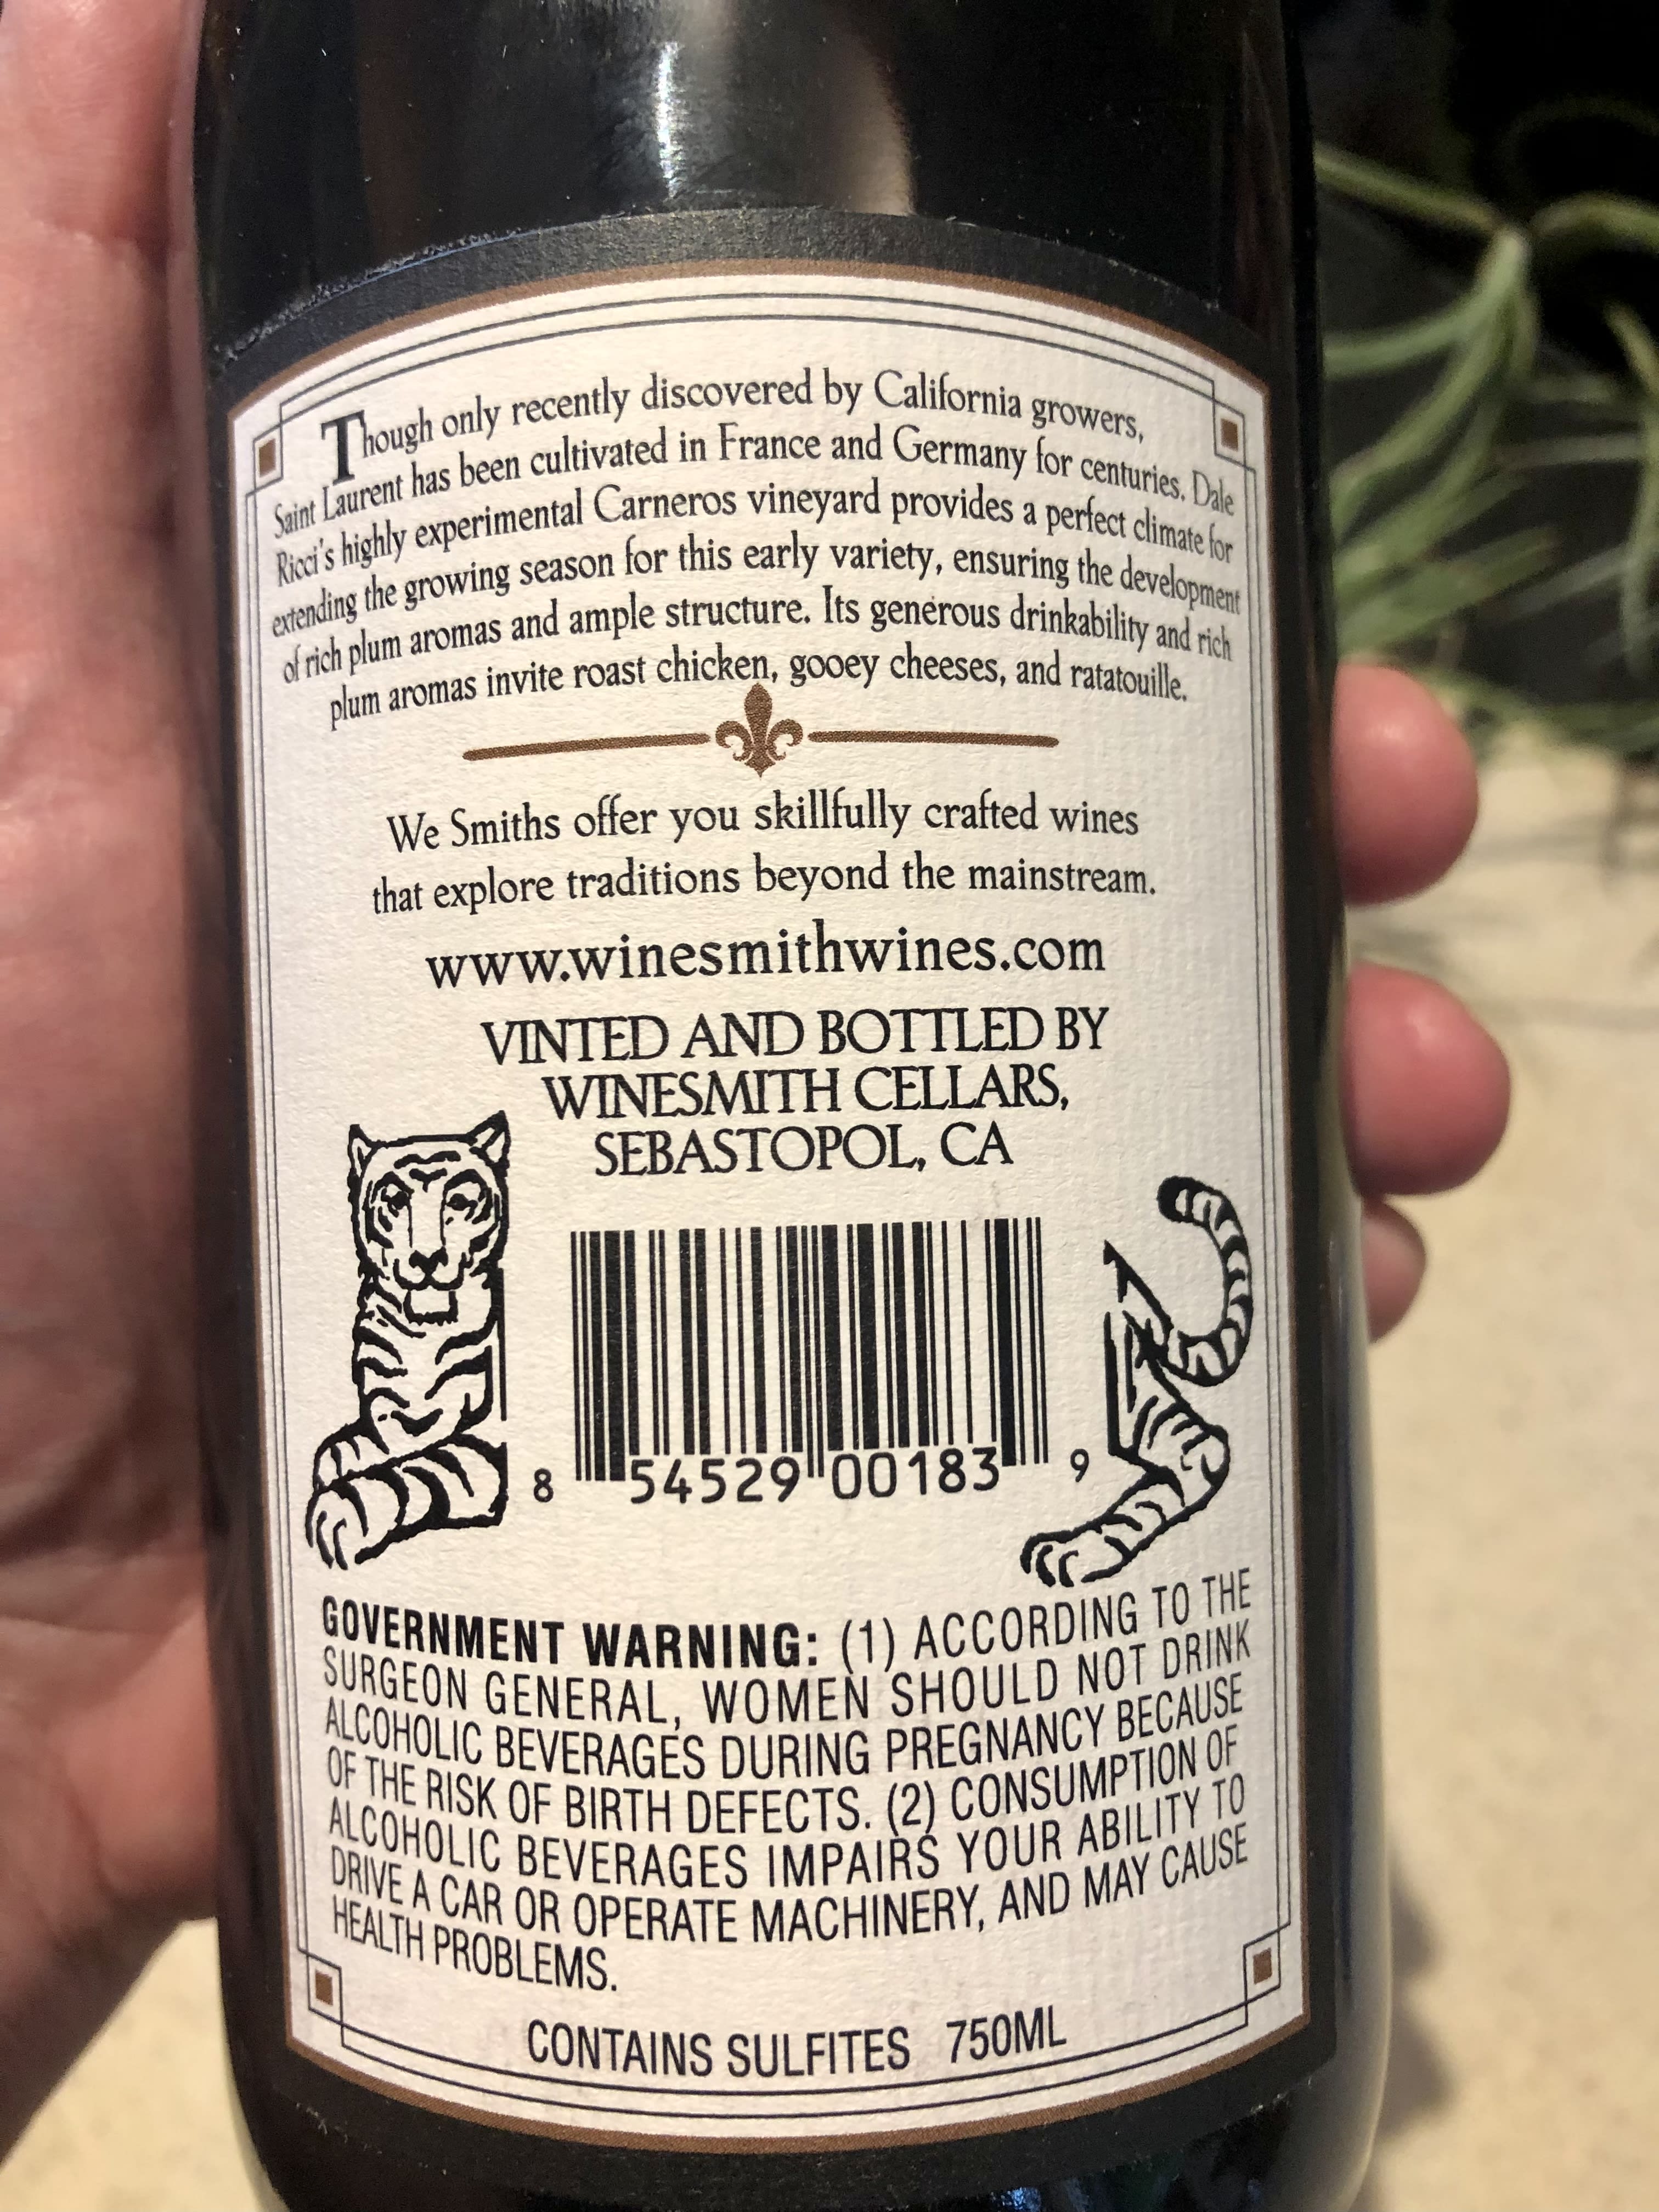 Though only recently discovered by California growers,
Saint Laurent has been cultivated in France and Germany for centuries. Dale
Ricci's highly experimental Carneros vineyard provides a perfect climate for
extending the growing season for this early variety, ensuring the development
of rich plum aromas and ample structure. Its generous drinkability and rich
plum aromas invite roast chicken, gooey cheeses, and ratatouille.
We Smiths offer you skillfully crafted wines
that explore traditions beyond the mainstream.
www.winesmithwines.com
VINTED AND BOTTLED BY
WINESMITH CELLARS,
SEBASTOPOL, CA
8 54529 00183 9
GOVERNMENT WARNING: (1) ACCORDING TO THE
SURGEON GENERAL, WOMEN SHOULD NOT DRINK
ALCOHOLIC BEVERAGES DURING PREGNANCY BECAUSE
OF THE RISK OF BIRTH DEFECTS. (2) CONSUMPTION OF
ALCOHOLIC BEVERAGES IMPAIRS YOUR ABILITY TO
DRIVE A CAR OR OPERATE MACHINERY, AND MAY CAUSE
HEALTH PROBLEMS.
CONTAINS SULFITES 750ML